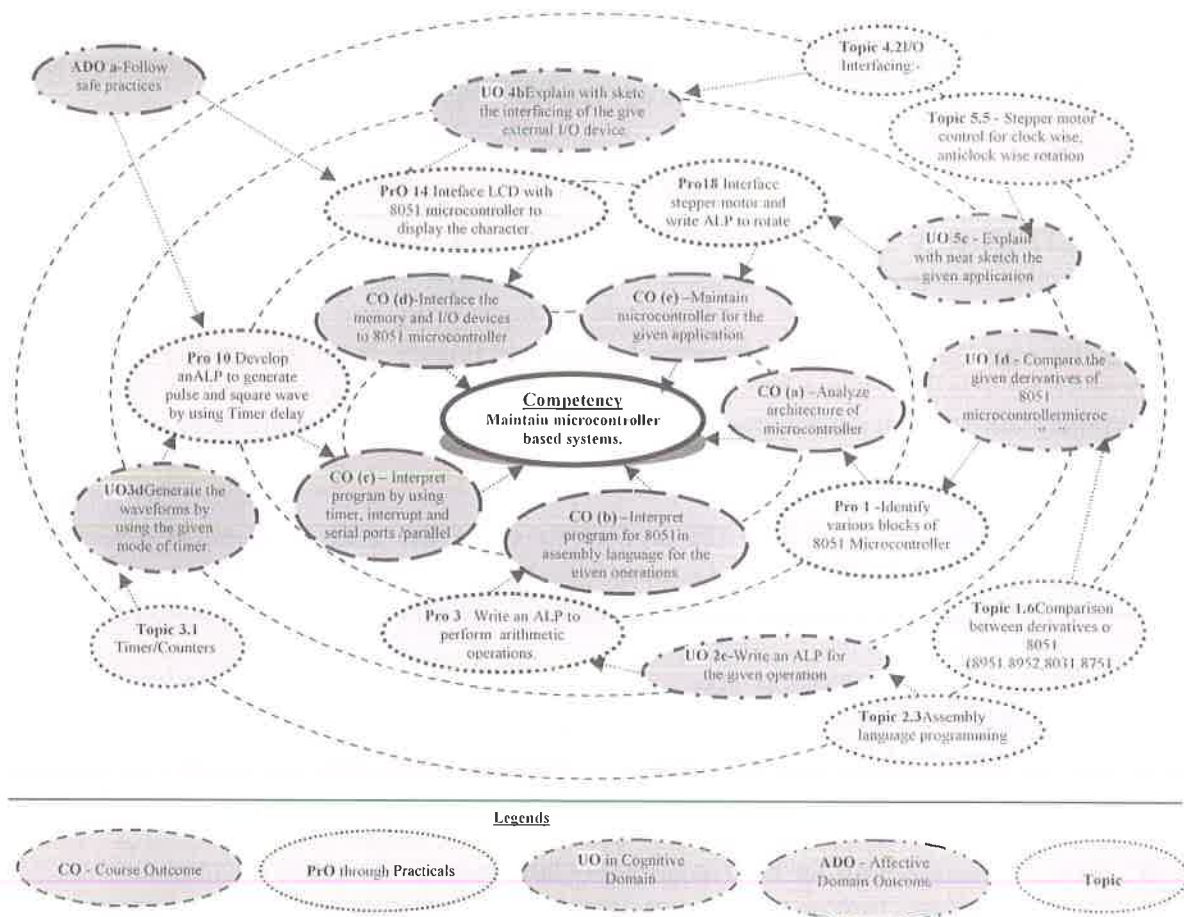 ADO a-Follow
safe practices
Topic 4.2I/O
Interfacing:-
UO 4bExplain with sketc
the interfacing of the give
external I/O device
Topic 5.5 - Stepper motor
control for clock wise,
anticlock wise rotation
PrO 14 Inteface LCD with
8051 microcontroller to
display the character.
Pro18 Interface
stepper motor and
write ALP to rotate
UO 5c - Explain
with neat sketch the
given application
CO (d)-Interface the
memory and I/O devices
to 8051 microcontroller
CO (e) –Maintain
microcontroller for the
given application
Pro 10 Develop
anALP to generate
pulse and square wave
by using Timer delay
UO 1d - Compare the
given derivatives of
8051
microcontrollermicroc
Competency
Maintain microcontroller
based systems.
CO (a) –Analyze
architecture of
microcontroller
UO3dGenerate the
waveforms by
using the given
mode of timer.
CO (c) – Interpret
program by using
timer, interrupt and
serial ports /parallel
CO (b) –Interpret
program for 8051in
assembly language for the
given operations
Pro 1 -Identify
various blocks of
8051 Microcontroller
Topic 3.1
Timer/Counters
Pro 3 Write an ALP to
perform arithmetic
operations.
Topic 1.6Comparison
between derivatives o
8051
(8951,8952,8031,8751
UO 2c-Write an ALP for
the given operation
Topic 2.3Assembly
language programming
Legends
CO - Course Outcome
PrO through Practicals
UO in Cognitive
Domain
ADO - Affective
Domain Outcome
Topic